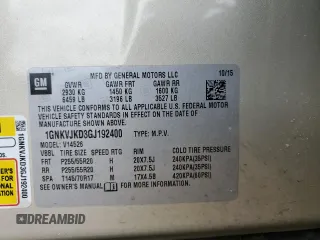 GM
MFD BY GENERAL MOTORS LLC
10/15
GVWR GAWR FR GAWR RR
2930 KG 1450 KG 1600 KG
6459 LB 3196 LB 3527 LB
THIS VEHICLE CONFORMS TO ALL APPLICABLE U.S. FEDERAL MOTOR
VEHICLE SAFETY STANDARDS IN EFFECT ON THE DATE OF
MANUFACTURE SHOWN ABOVE.
1GNKVJKD3GJ192400 TYPE: M.P.V.
MODEL: V14526
TIRE SIZE SPEED RTG RIM COLD TIRE PRESSURE
FRT P255/55R20 H 20X7.5J 240KPA(35PSI)
RR P255/55R20 H 20X7.5J 240KPA(35PSI)
SPA T145/70R17 M 17X4.5B 420KPA(60PSI)
SEE OWNER'S MANUAL FOR ADDITIONAL INFORMATION.
1GNKVJKD3GJ192400
DREAMBID